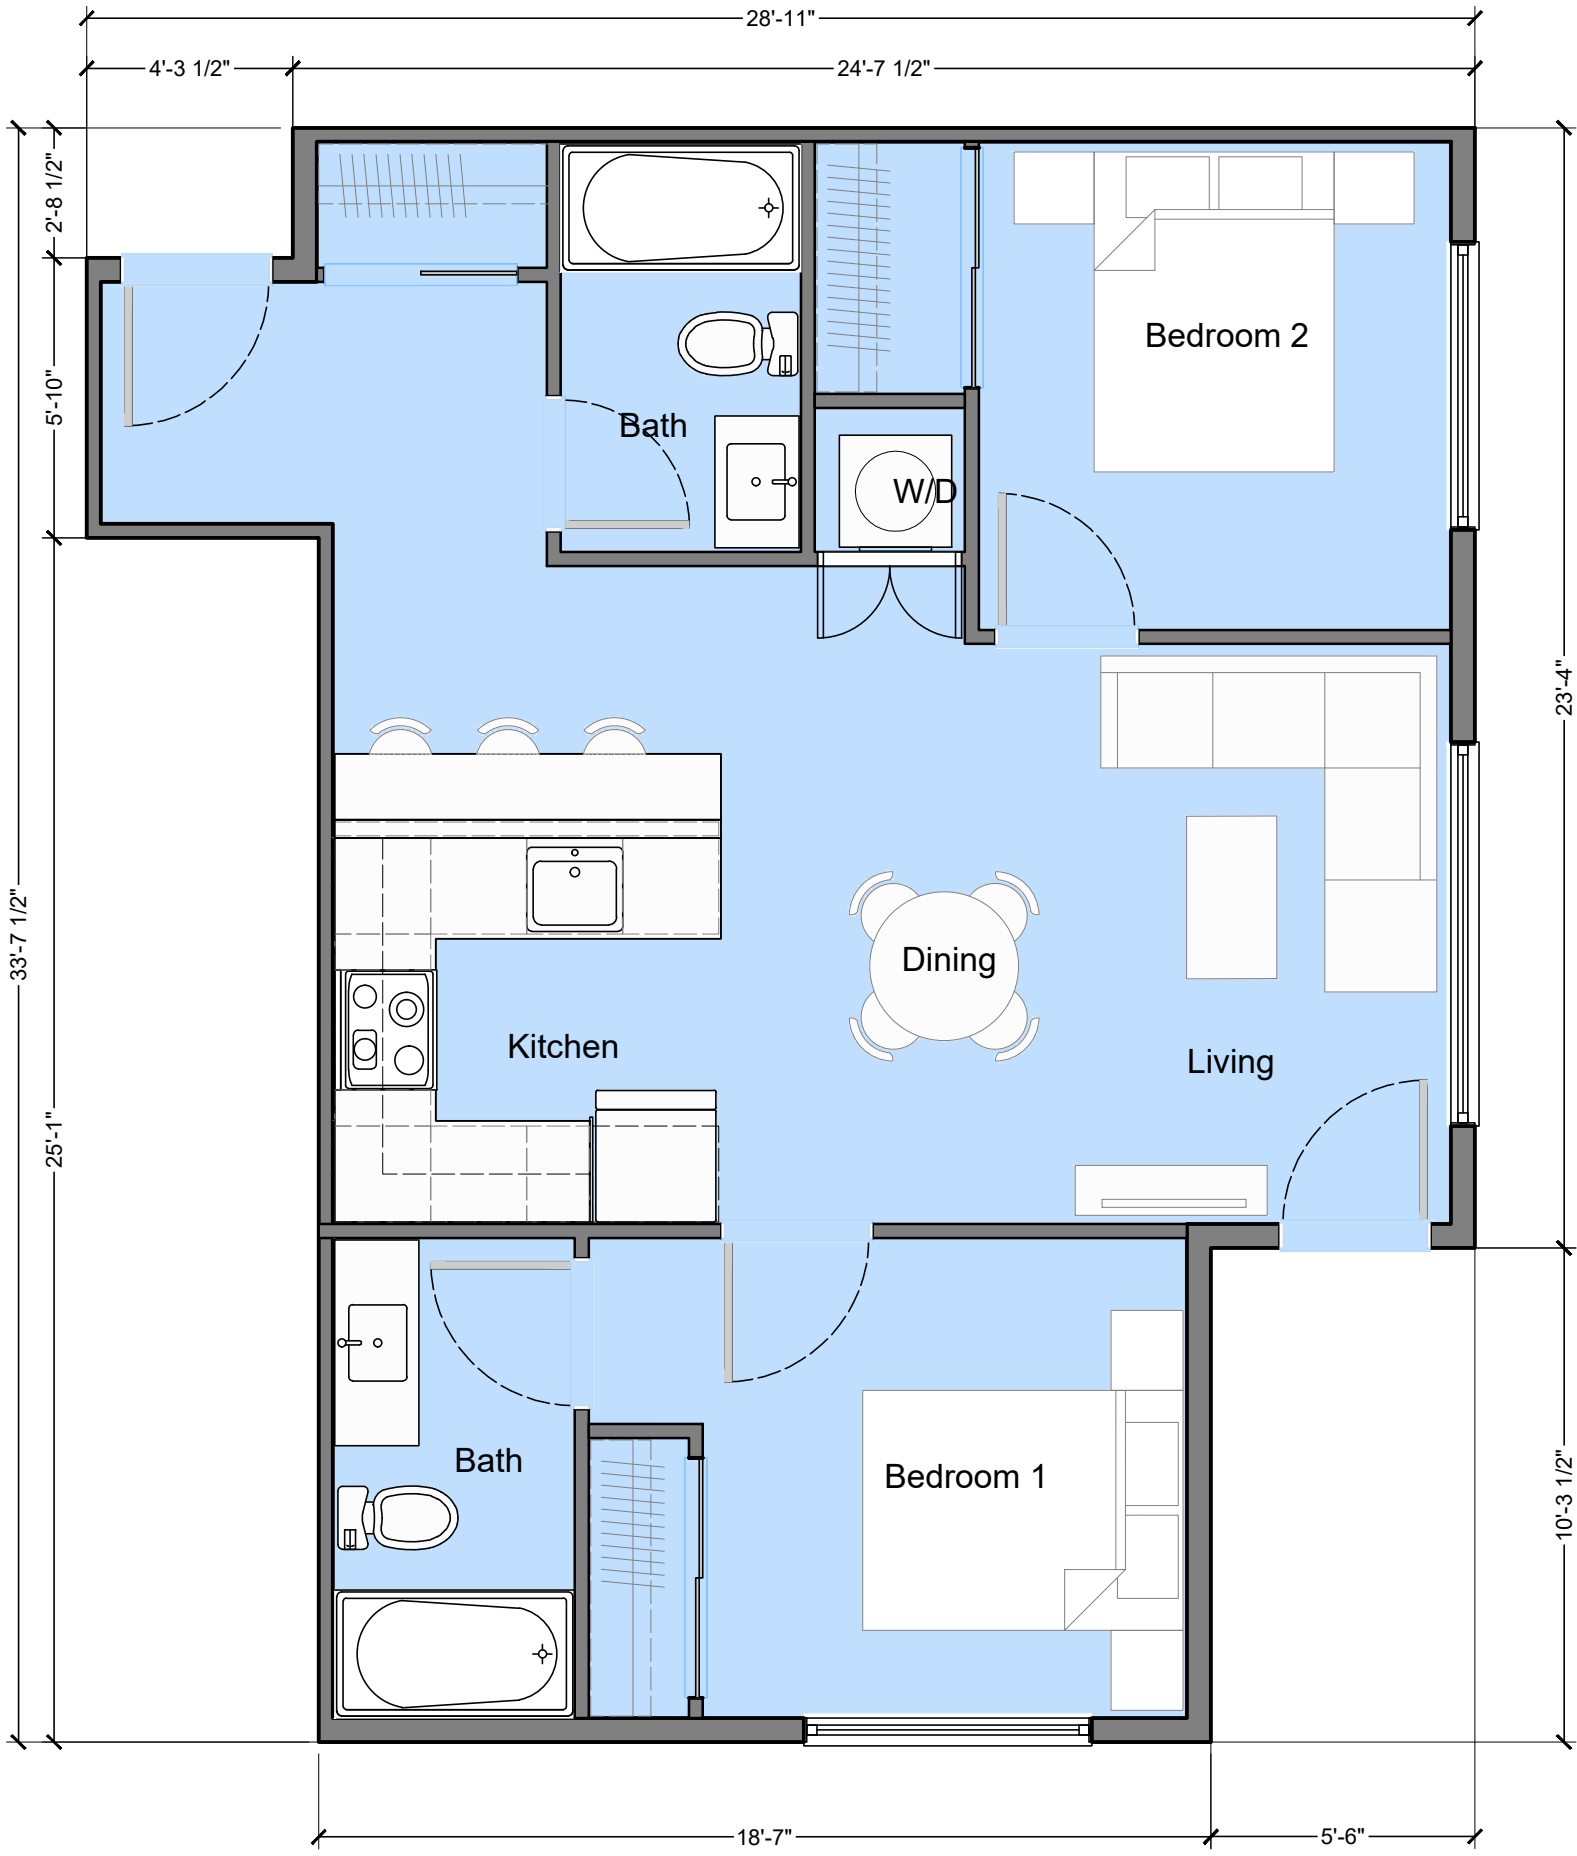 28'-11"
4'-3 1/2"
24'-7 1/2"
2'-8 1/2"
5'-10"
Bedroom 2
Bath
W/D
23'-4"
33'-7 1/2"
Dining
Kitchen
Living
25'-1"
Bath
Bedroom 1
10'-3 1/2"
18'-7"
5'-6"